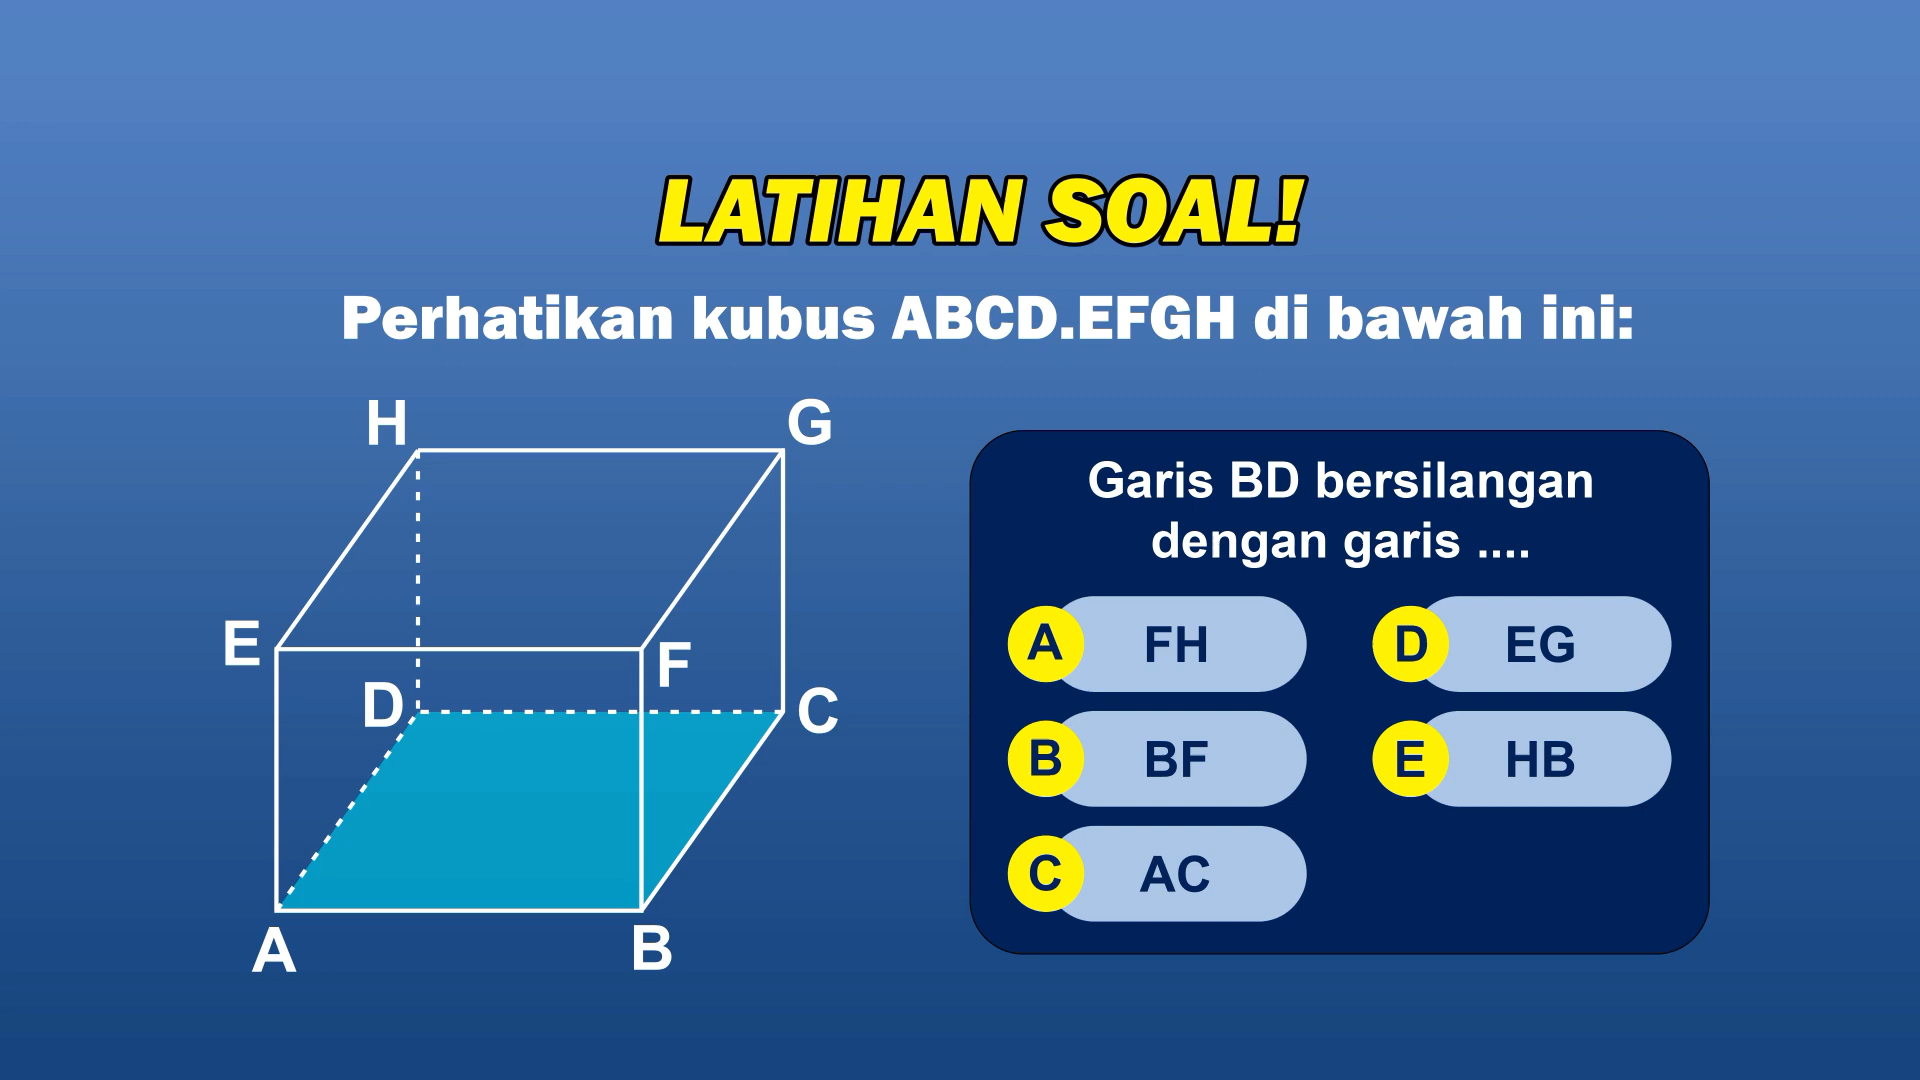 LATIHAN SOAL!
Perhatikan kubus ABCD.EFGH di bawah ini:
H
G
E
F
D
C
A
B
Garis BD bersilangan
dengan garis ....
A FH
B BF
C AC
D EG
E HB